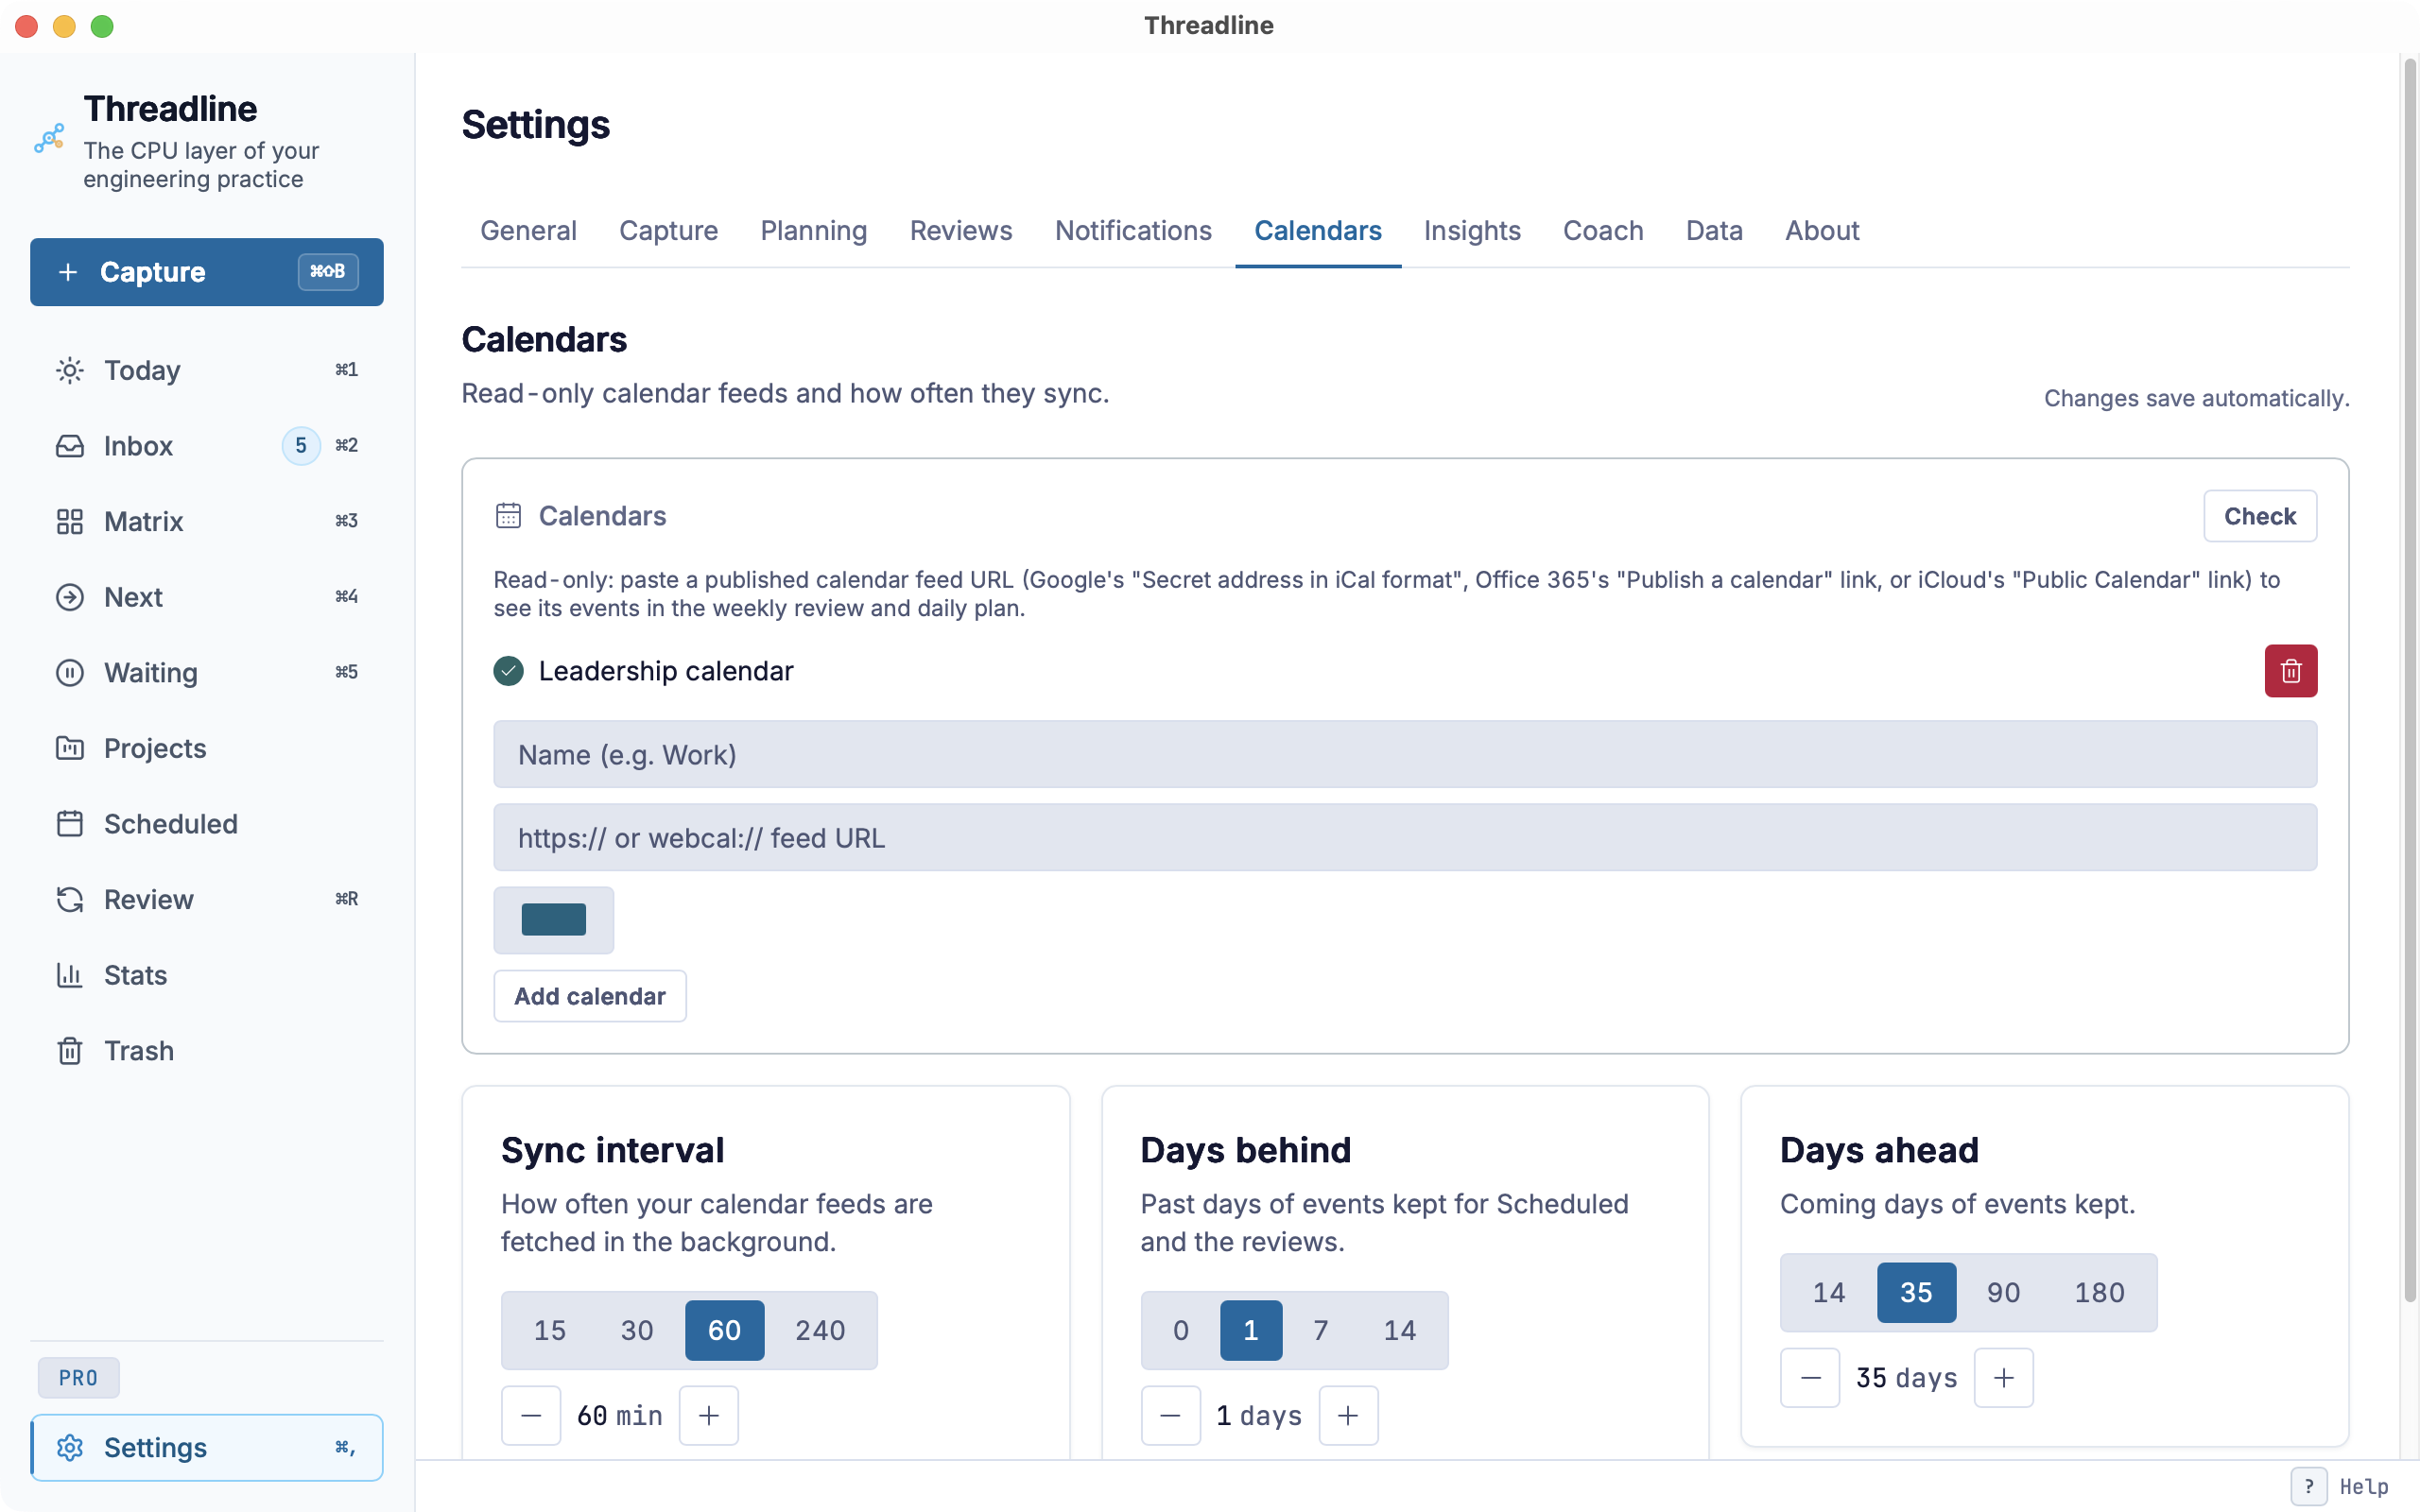 Threadline
Threadline
The CPU layer of your
engineering practice
+ Capture ⌘⇧B
Today ⌘1
Inbox 5 ⌘2
Matrix ⌘3
Next ⌘4
Waiting ⌘5
Projects
Scheduled
Review ⌘R
Stats
Trash
PRO
Settings ⌘,
Settings
General Capture Planning Reviews Notifications Calendars Insights Coach Data About
Calendars
Read-only calendar feeds and how often they sync.
Changes save automatically.
Calendars
Check
Read-only: paste a published calendar feed URL (Google's "Secret address in iCal format", Office 365's "Publish a calendar" link, or iCloud's "Public Calendar" link) to
see its events in the weekly review and daily plan.
Leadership calendar
Name (e.g. Work)
https:// or webcal:// feed URL
Add calendar
Sync interval
How often your calendar feeds are
fetched in the background.
15 30 60 240
— 60 min +
Days behind
Past days of events kept for Scheduled
and the reviews.
0 1 7 14
— 1 days +
Days ahead
Coming days of events kept.
14 35 90 180
— 35 days +
? Help